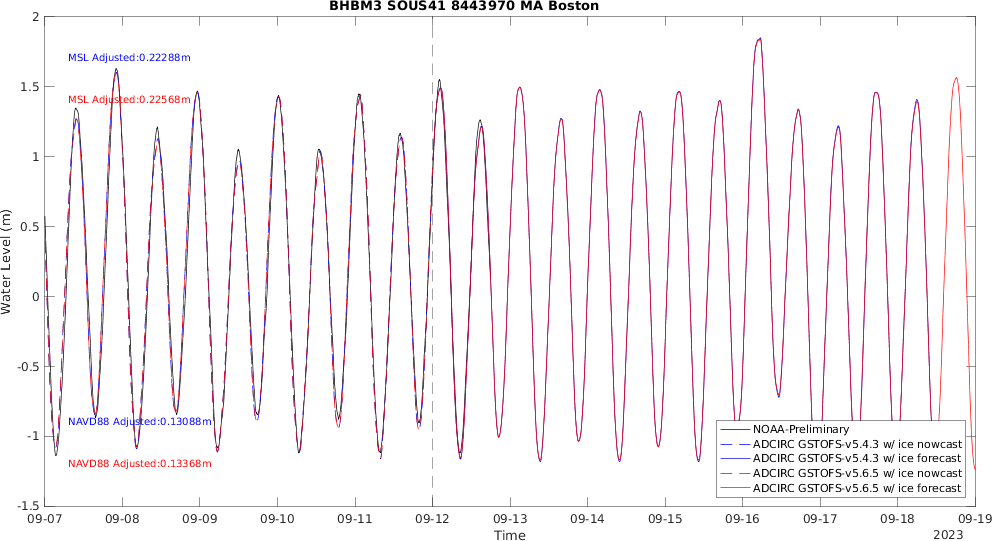 BHBM3 SOUS41 8443970 MA Boston
2
1.5
1
0.5
0
-0.5
-1
-1.5
Water Level (m)
MSL Adjusted:0.22288m
MSL Adjusted:0.22568m
NAVD88 Adjusted:0.13088m
NAVD88 Adjusted:0.13368m
NOAA-Preliminary
ADCIRC GSTOFS-v5.4.3 w/ ice nowcast
ADCIRC GSTOFS-v5.4.3 w/ ice forecast
ADCIRC GSTOFS-v5.6.5 w/ ice nowcast
ADCIRC GSTOFS-v5.6.5 w/ ice forecast
09-07 09-08 09-09 09-10 09-11 09-12 09-13 09-14 09-15 09-16 09-17 09-18 09-19
Time
2023